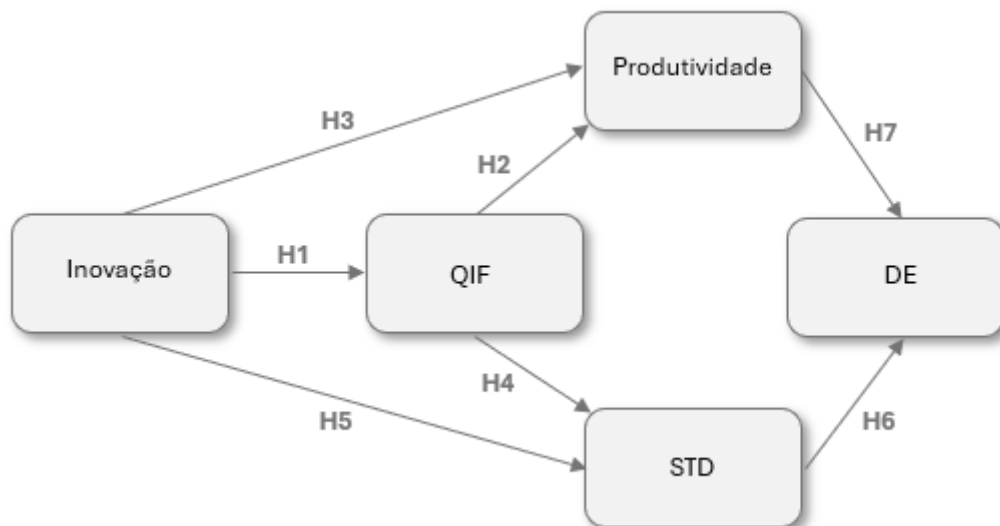 Produtividade
H3
H7
H2
Inovação
H1
QIF
DE
H4
H5
H6
STD